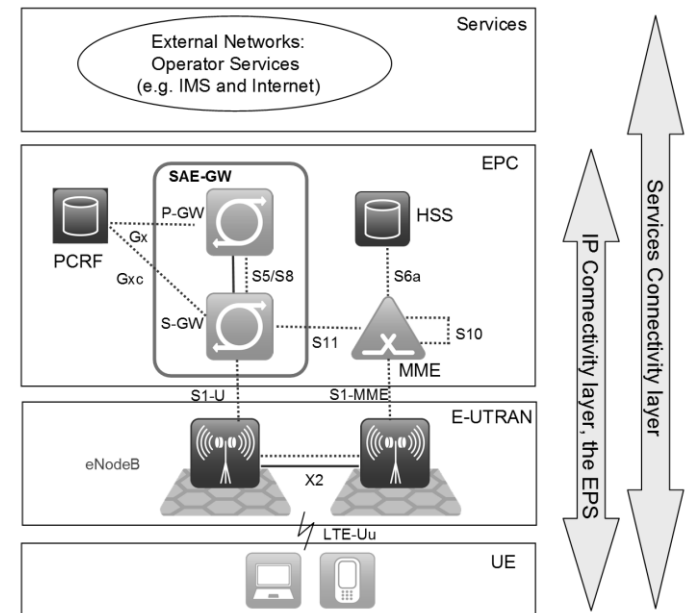 Services
External Networks:
Operator Services
(e.g. IMS and Internet)
EPC
SAE-GW
P-GW
HSS
Gx
PCRF
S5/S8
S6a
Gxc
S-GW
S11
S10
MME
S1-U
S1-MME
E-UTRAN
eNodeB
X2
LTE-Uu
UE
IP Connectivity layer, the EPS
Services Connectivity layer